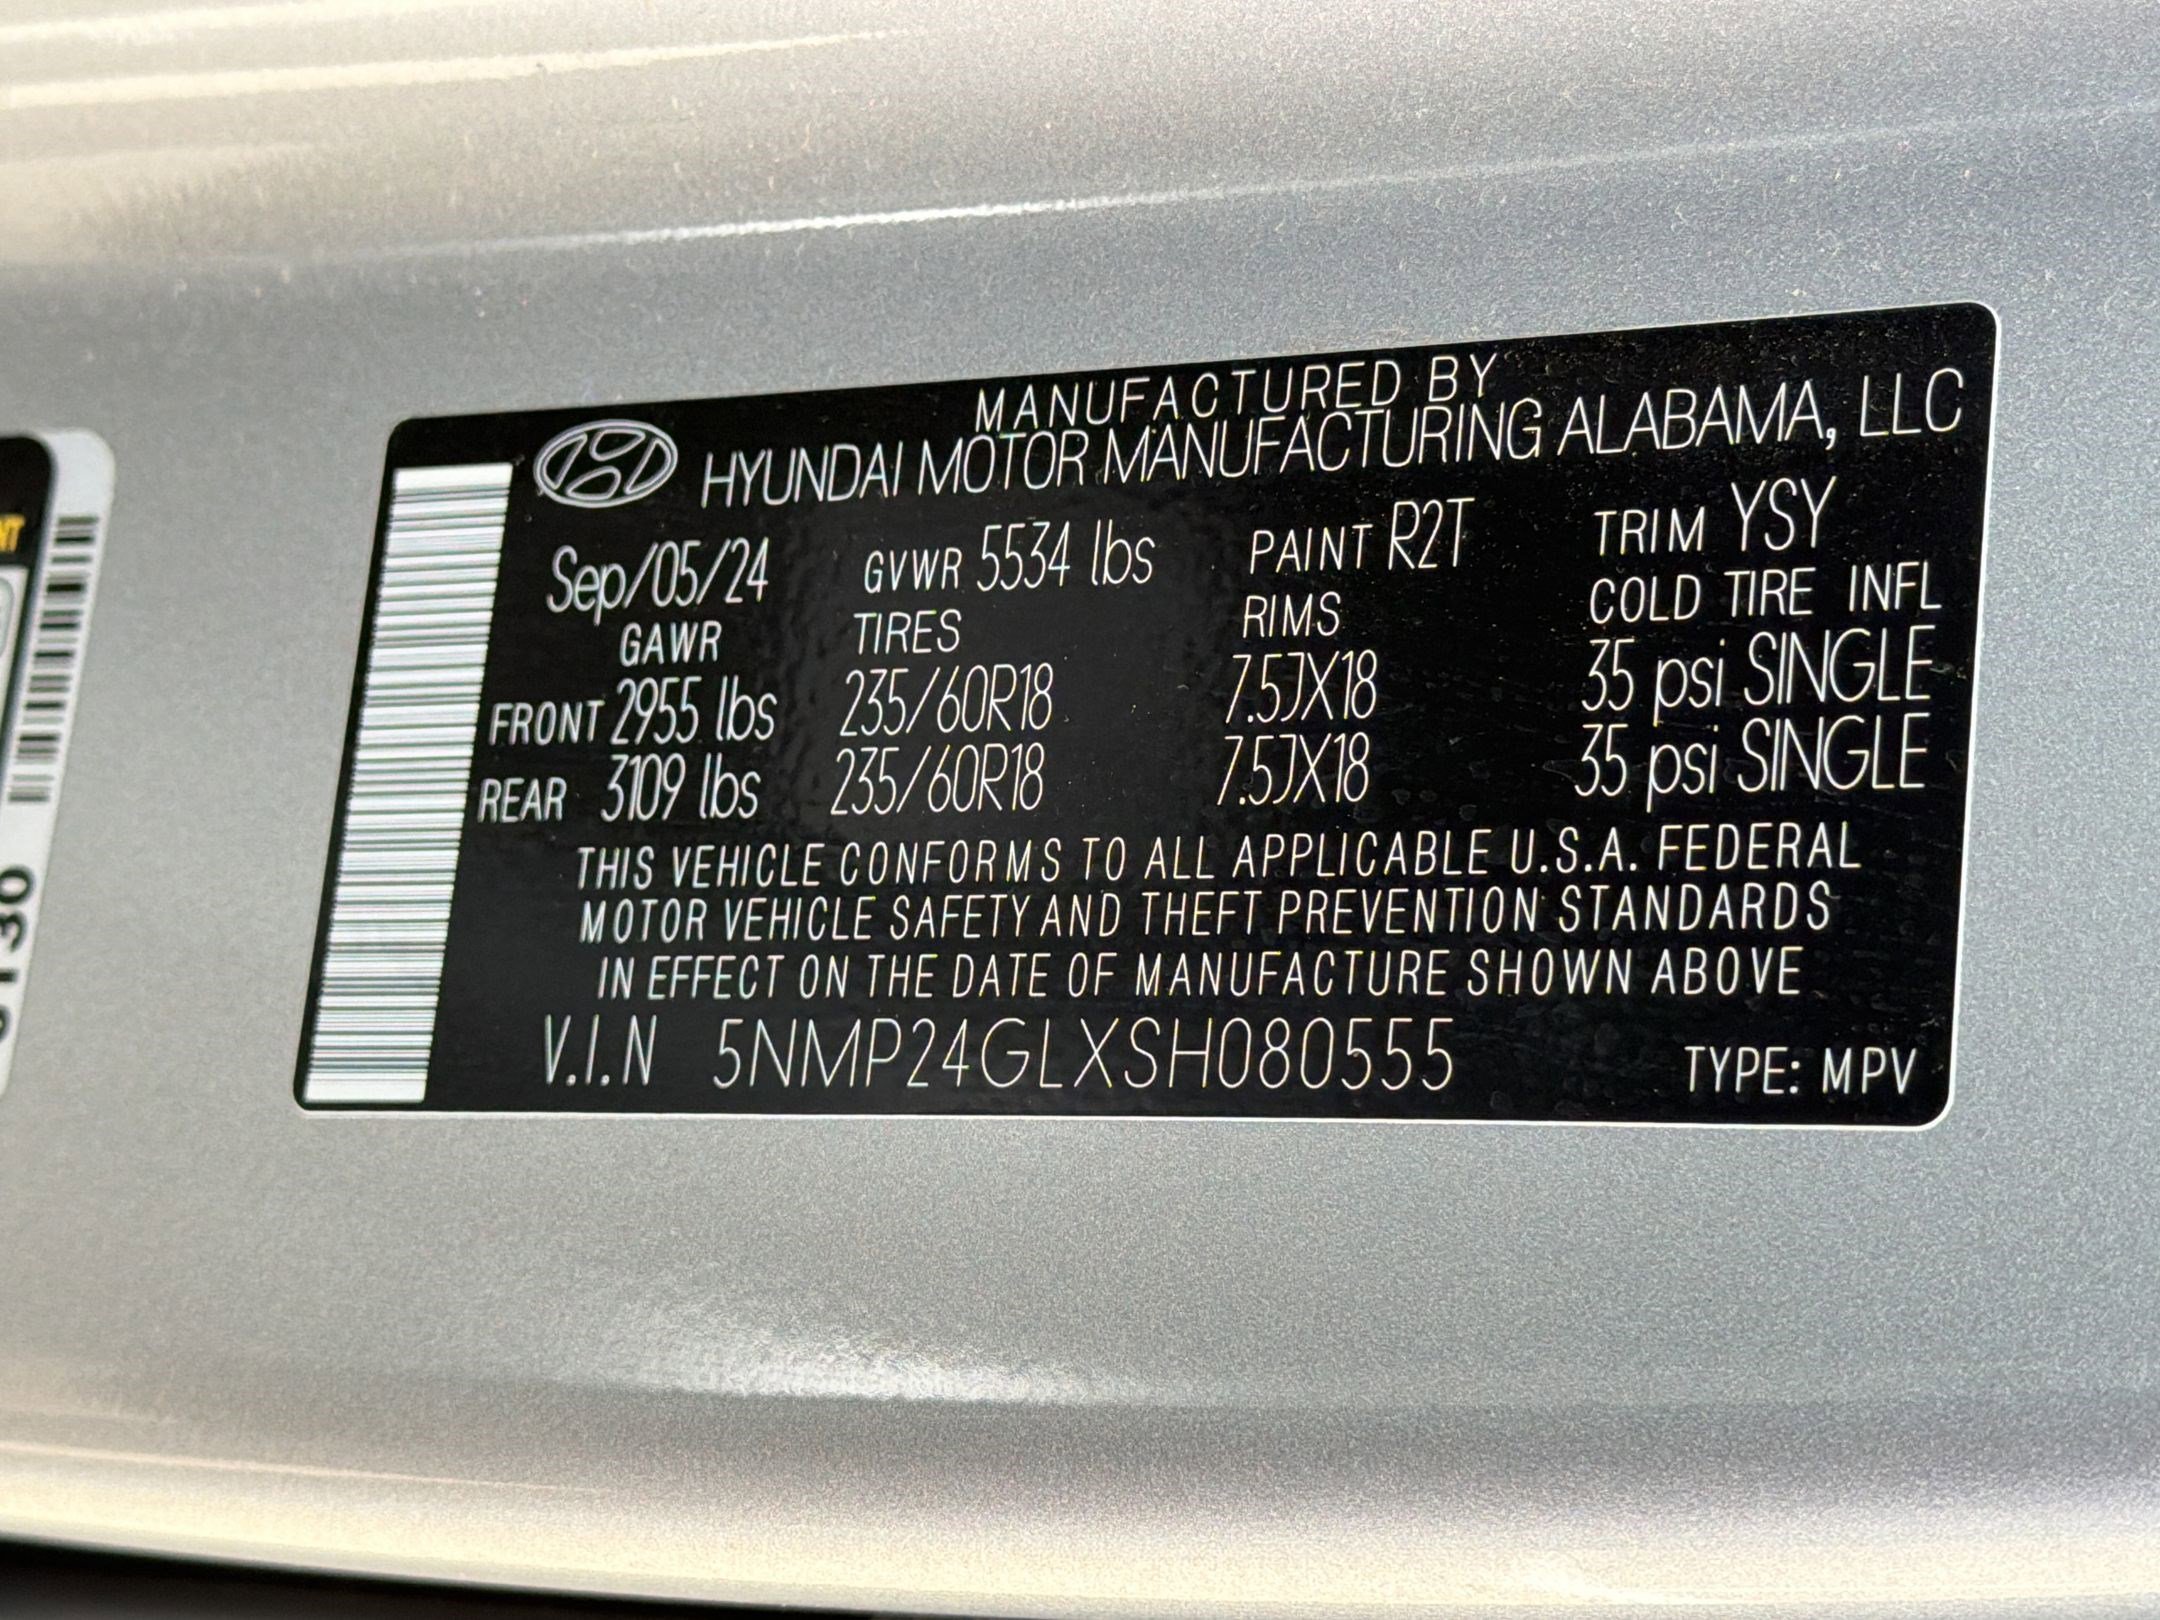 MANUFACTURED BY
HYUNDAI MOTOR MANUFACTURING ALABAMA, LLC
Sep/05/24 GVWR 5534 lbs PAINT R2T TRIM YSY
GAWR TIRES RIMS COLD TIRE INFL
FRONT 2955 lbs 235/60R18 7.5JX18 35 psi SINGLE
REAR 3109 lbs 235/60R18 7.5JX18 35 psi SINGLE
THIS VEHICLE CONFORMS TO ALL APPLICABLE U.S.A. FEDERAL
MOTOR VEHICLE SAFETY AND THEFT PREVENTION STANDARDS
IN EFFECT ON THE DATE OF MANUFACTURE SHOWN ABOVE
V.I.N 5NMP24GLXSH080555 TYPE: MPV
NT
130